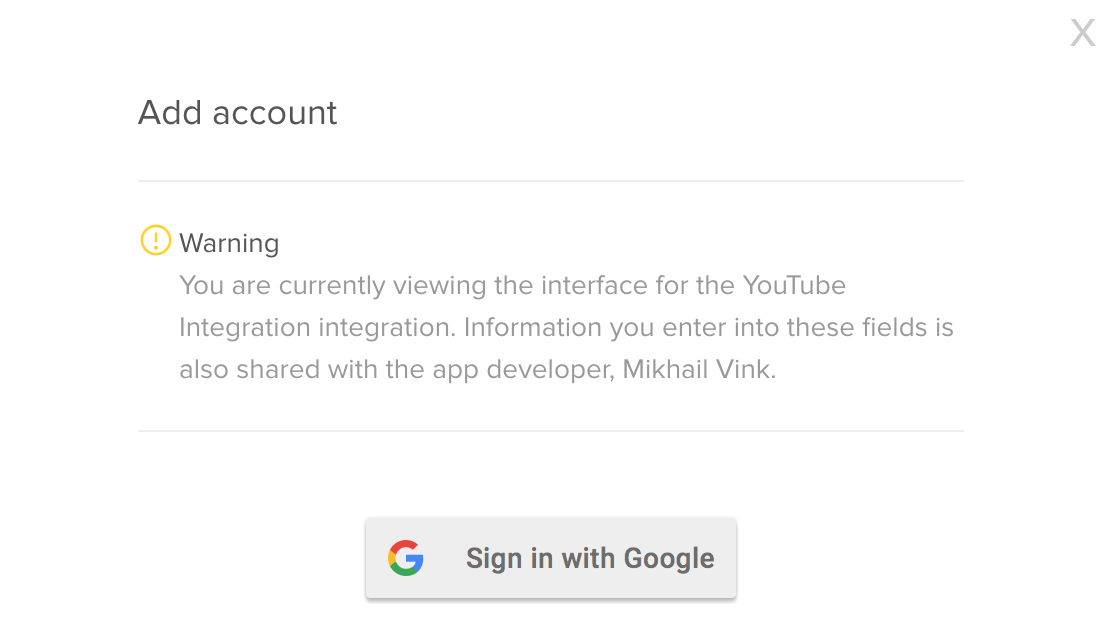 X
Add account
Warning
You are currently viewing the interface for the YouTube
Integration integration. Information you enter into these fields is
also shared with the app developer, Mikhail Vink.
Sign in with Google